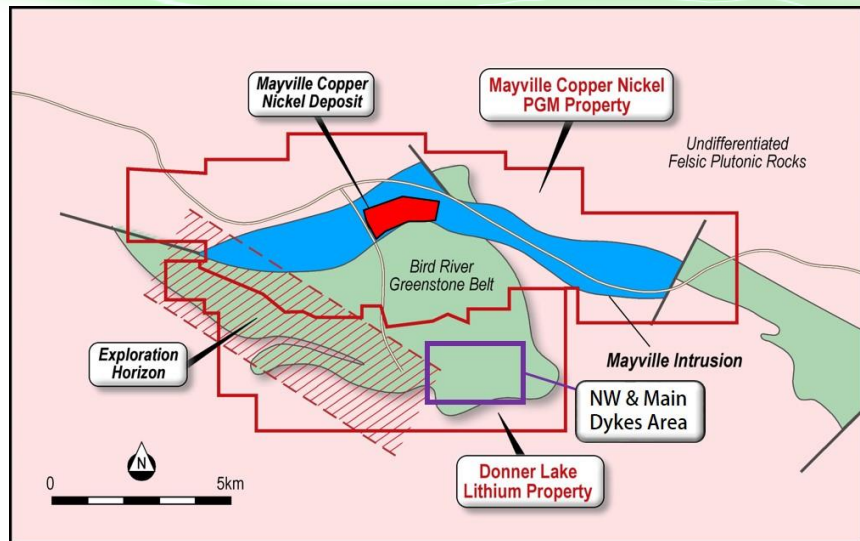 Mayville Copper
Nickel Deposit
Mayville Copper Nickel
PGM Property
Undifferentiated
Felsic Plutonic Rocks
Bird River
Greenstone Belt
Exploration
Horizon
Mayville Intrusion
NW & Main
Dykes Area
N
0
5km
Donner Lake
Lithium Property